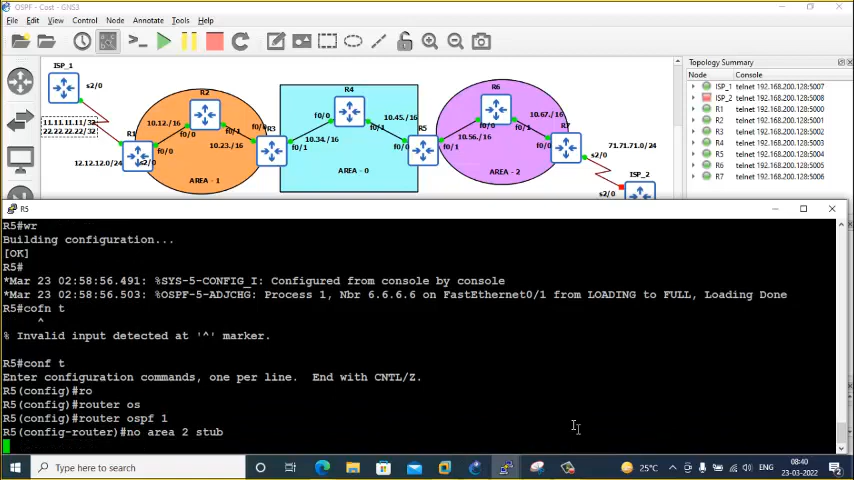 OSPF - Cost - GNS3
File Edit View Control Node Annotate Tools Help
ISP_1
s2/0
11.11.11.11/32
22.22.22.22/32
12.12.12.0/24
R1
s2/0
f0/0
10.12./16
R2
f0/0
f0/1
10.23./16
f0/0
R3
f0/1
AREA - 1
R4
f0/0
f0/1
10.34./16
10.45./16
f0/0
R5
f0/1
AREA - 0
R6
10.56./16
f0/0
f0/1
10.67./16
f0/0
R7
AREA - 2
s2/0
71.71.71.0/24
ISP_2
s2/0
Topology Summary
Node Console
ISP_1 telnet 192.168.200.128:5007
ISP_2 telnet 192.168.200.128:5008
R1 telnet 192.168.200.128:5000
R2 telnet 192.168.200.128:5001
R3 telnet 192.168.200.128:5002
R4 telnet 192.168.200.128:5003
R5 telnet 192.168.200.128:5004
R6 telnet 192.168.200.128:5005
R7 telnet 192.168.200.128:5006
R5
R5#wr
Building configuration...
[OK]
R5#
*Mar 23 02:58:56.491: %SYS-5-CONFIG_I: Configured from console by console
*Mar 23 02:58:56.503: %OSPF-5-ADJCHG: Process 1, Nbr 6.6.6.6 on FastEthernet0/1 from LOADING to FULL, Loading Done
R5#cofn t
^
% Invalid input detected at '^' marker.
R5#conf t
Enter configuration commands, one per line. End with CNTL/Z.
R5(config)#ro
R5(config)#router os
R5(config)#router ospf 1
R5(config-router)#no area 2 stub
Type here to search
25°C
ENG
08:40
23-03-2022
2